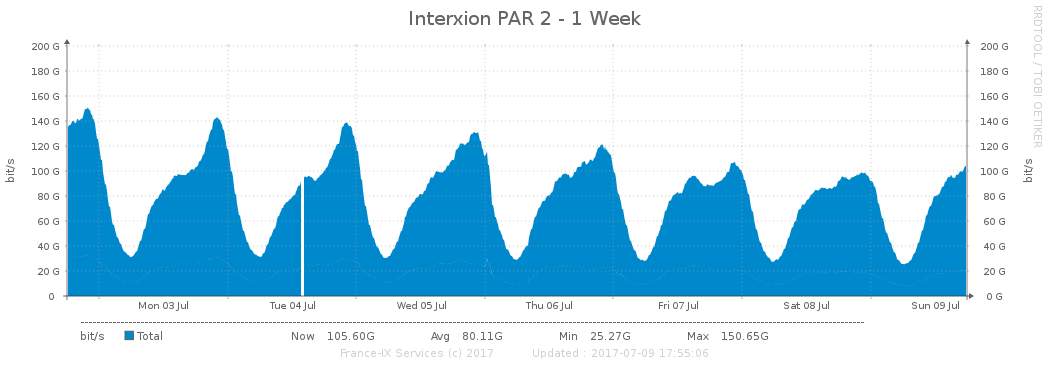 Interxion PAR 2 - 1 Week
RRDTOOL / TOBI OETIKER
bit/s
200 G
180 G
160 G
140 G
120 G
100 G
80 G
60 G
40 G
20 G
0
200 G
180 G
160 G
140 G
120 G
100 G
80 G
60 G
40 G
20 G
0 G
bit/s
Mon 03 Jul Tue 04 Jul Wed 05 Jul Thu 06 Jul Fri 07 Jul Sat 08 Jul Sun 09 Jul
bit/s Total Now 105.60G Avg 80.11G Min 25.27G Max 150.65G
France-IX Services (c) 2017 Updated : 2017-07-09 17:55:06